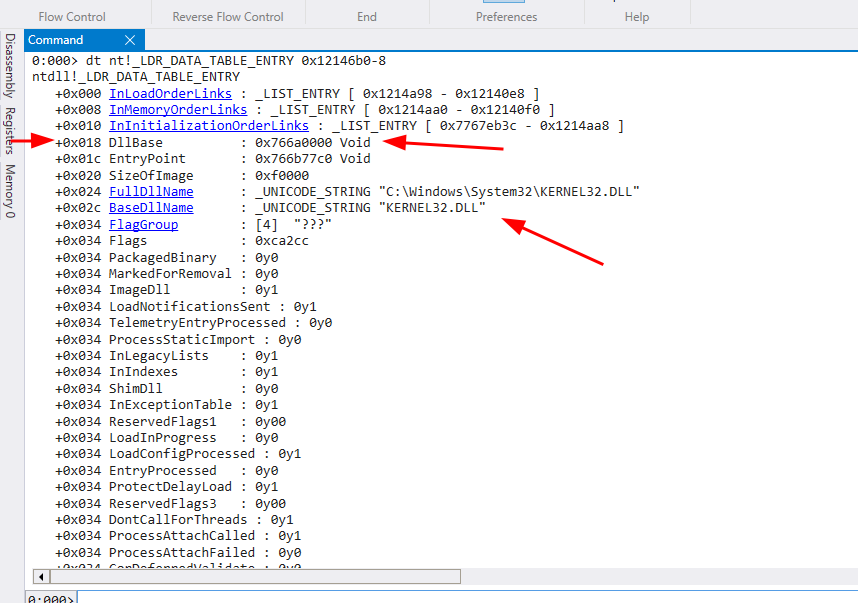 Flow Control Reverse Flow Control End Preferences Help
Disassembly
Registers
Memory 0
Command
0:000> dt nt!_LDR_DATA_TABLE_ENTRY 0x12146b0-8
ntdll!_LDR_DATA_TABLE_ENTRY
+0x000 InLoadOrderLinks : _LIST_ENTRY [ 0x1214a98 - 0x12140e8 ]
+0x008 InMemoryOrderLinks : _LIST_ENTRY [ 0x1214aa0 - 0x12140f0 ]
+0x010 InInitializationOrderLinks : _LIST_ENTRY [ 0x7767eb3c - 0x1214aa8 ]
+0x018 DllBase : 0x766a0000 Void
+0x01c EntryPoint : 0x766b77c0 Void
+0x020 SizeOfImage : 0xf0000
+0x024 FullDllName : _UNICODE_STRING "C:\Windows\System32\KERNEL32.DLL"
+0x02c BaseDllName : _UNICODE_STRING "KERNEL32.DLL"
+0x034 FlagGroup : [4] "???"
+0x034 Flags : 0xca2cc
+0x034 PackagedBinary : 0y0
+0x034 MarkedForRemoval : 0y0
+0x034 ImageDll : 0y1
+0x034 LoadNotificationsSent : 0y1
+0x034 TelemetryEntryProcessed : 0y0
+0x034 ProcessStaticImport : 0y0
+0x034 InLegacyLists : 0y1
+0x034 InIndexes : 0y1
+0x034 ShimDll : 0y0
+0x034 InExceptionTable : 0y1
+0x034 ReservedFlags1 : 0y00
+0x034 LoadInProgress : 0y0
+0x034 LoadConfigProcessed : 0y1
+0x034 EntryProcessed : 0y0
+0x034 ProtectDelayLoad : 0y1
+0x034 ReservedFlags3 : 0y00
+0x034 DontCallForThreads : 0y1
+0x034 ProcessAttachCalled : 0y1
+0x034 ProcessAttachFailed : 0y0
+0x034 CorDeferredValidate : 0y0
0:000>